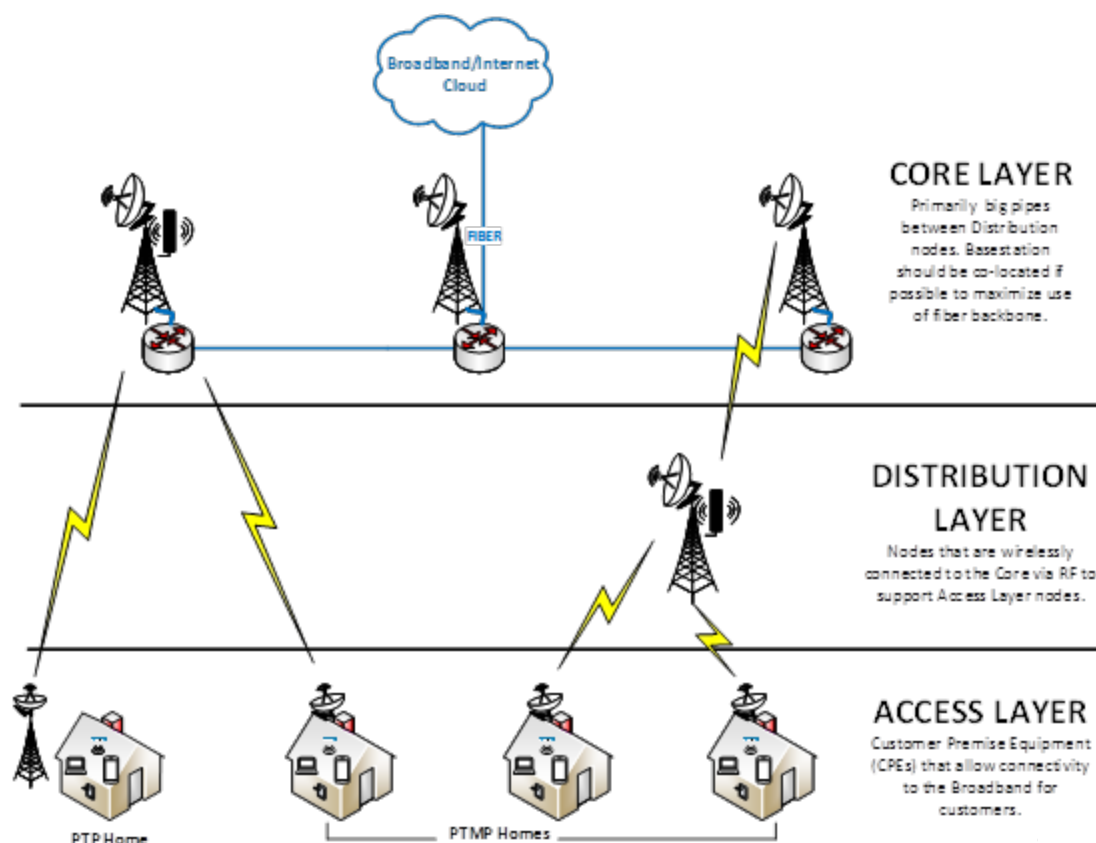 Broadband/Internet
Cloud
FIBER
CORE LAYER
Primarily big pipes
between Distribution
nodes. Basestation
should be co-located if
possible to maximize use
of fiber backbone.
DISTRIBUTION
LAYER
Nodes that are wirelessly
connected to the Core via RF to
support Access Layer nodes.
ACCESS LAYER
Customer Premise Equipment
(CPEs) that allow connectivity
to the Broadband for
customers.
PTP Home
PTMP Homes